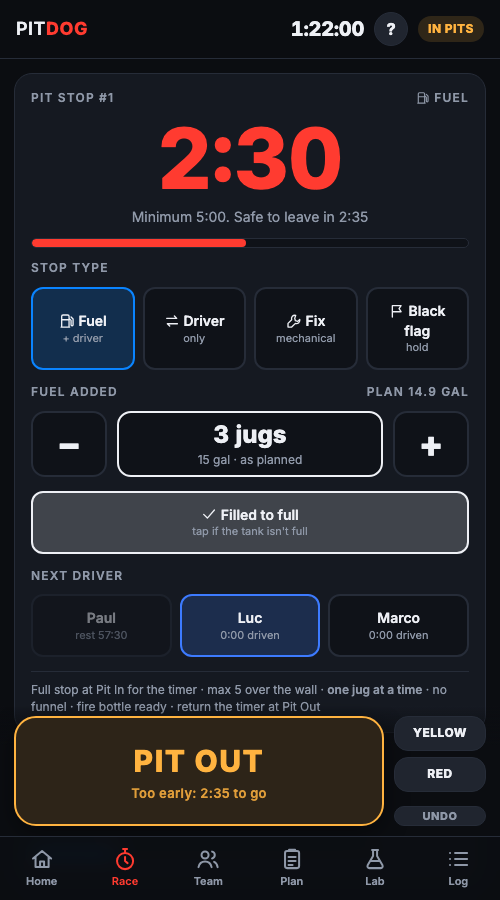 PITDOG 1:22:00 ? IN PITS
PIT STOP #1 FUEL
2:30
Minimum 5:00. Safe to leave in 2:35
STOP TYPE
Fuel
+ driver
Driver
only
Fix
mechanical
Black
flag
hold
FUEL ADDED PLAN 14.9 GAL
−
3 jugs
15 gal · as planned
+
Filled to full
tap if the tank isn't full
NEXT DRIVER
Paul
rest 57:30
Luc
0:00 driven
Marco
0:00 driven
Full stop at Pit In for the timer · max 5 over the wall · one jug at a time · no
funnel · fire bottle ready · return the timer at Pit Out
PIT OUT
Too early: 2:35 to go
YELLOW
RED
UNDO
Home Race Team Plan Lab Log